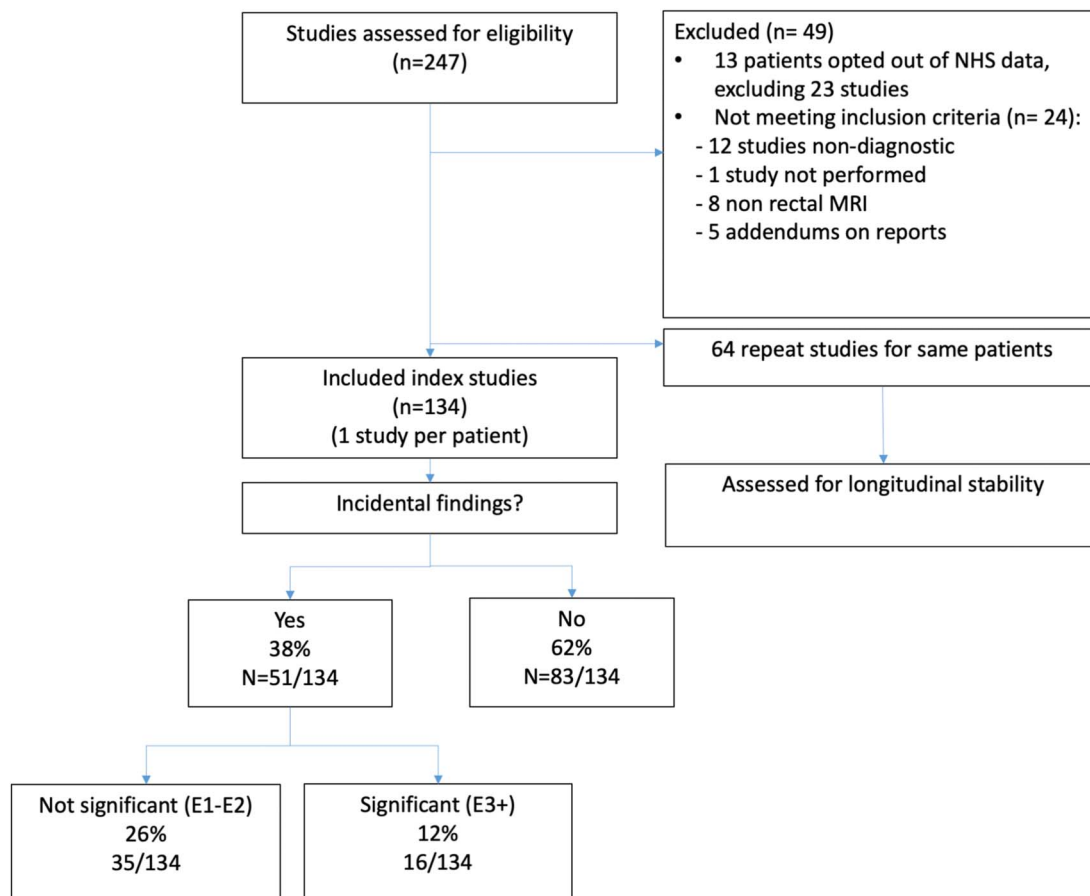 Studies assessed for eligibility
(n=247)
Excluded (n= 49)
• 13 patients opted out of NHS data,
excluding 23 studies
• Not meeting inclusion criteria (n= 24):
- 12 studies non-diagnostic
- 1 study not performed
- 8 non rectal MRI
- 5 addendums on reports
64 repeat studies for same patients
Included index studies
(n=134)
(1 study per patient)
Assessed for longitudinal stability
Incidental findings?
Yes
38%
N=51/134
No
62%
N=83/134
Not significant (E1-E2)
26%
35/134
Significant (E3+)
12%
16/134